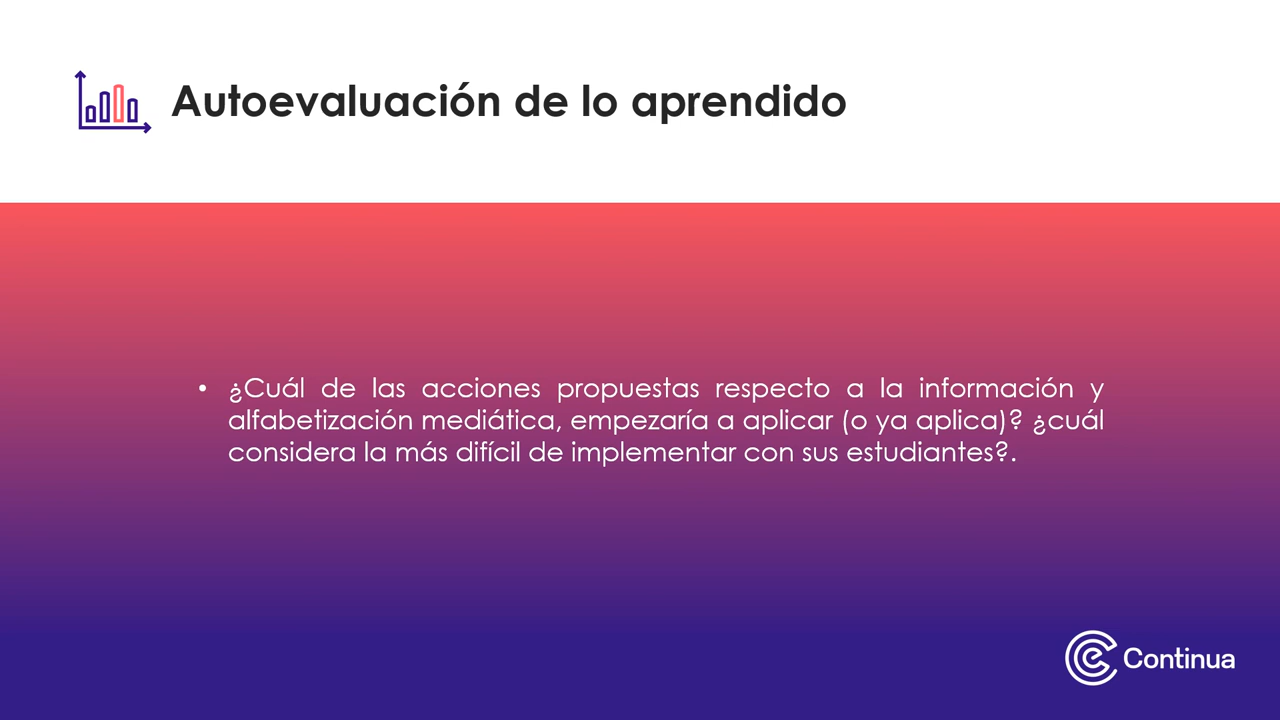 Autoevaluación de lo aprendido
• ¿Cuál de las acciones propuestas respecto a la información y
alfabetización mediática, empezaría a aplicar (o ya aplica)? ¿cuál
considera la más difícil de implementar con sus estudiantes?.
Continua